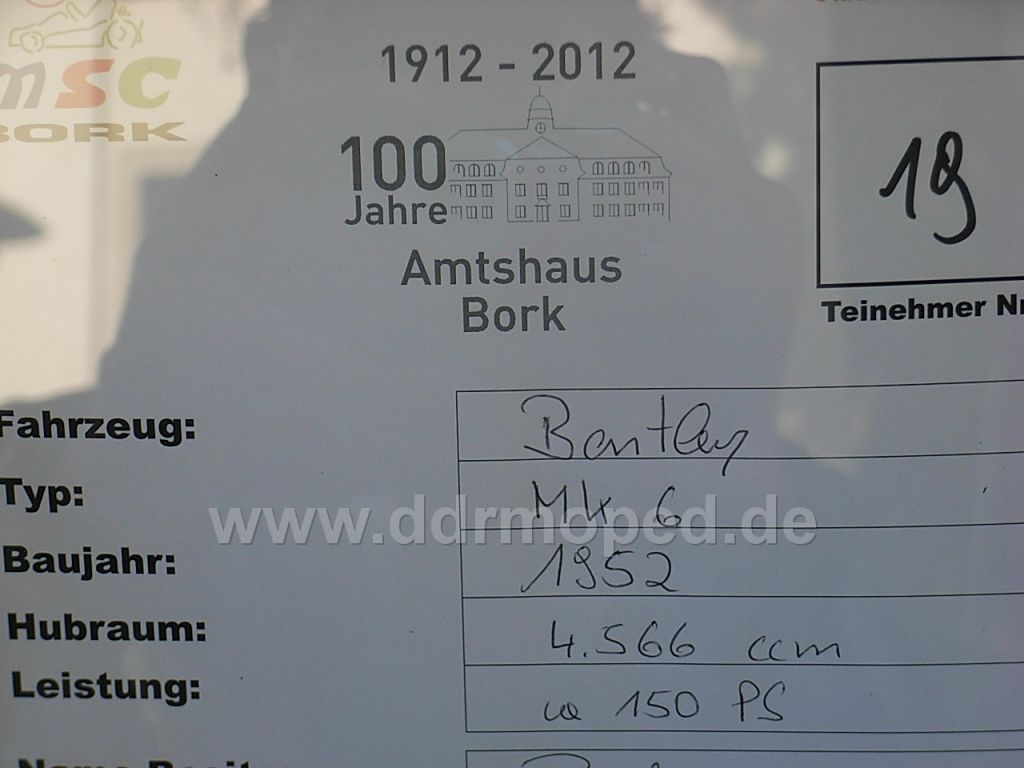 msc
BORK
1912 - 2012
100
Jahre
Amtshaus
Bork
19
Teinehmer Nr
Fahrzeug: Bentley
Typ: Mk 6
www.ddrmoped.de
Baujahr: 1952
Hubraum: 4.566 ccm
Leistung: ca 150 PS